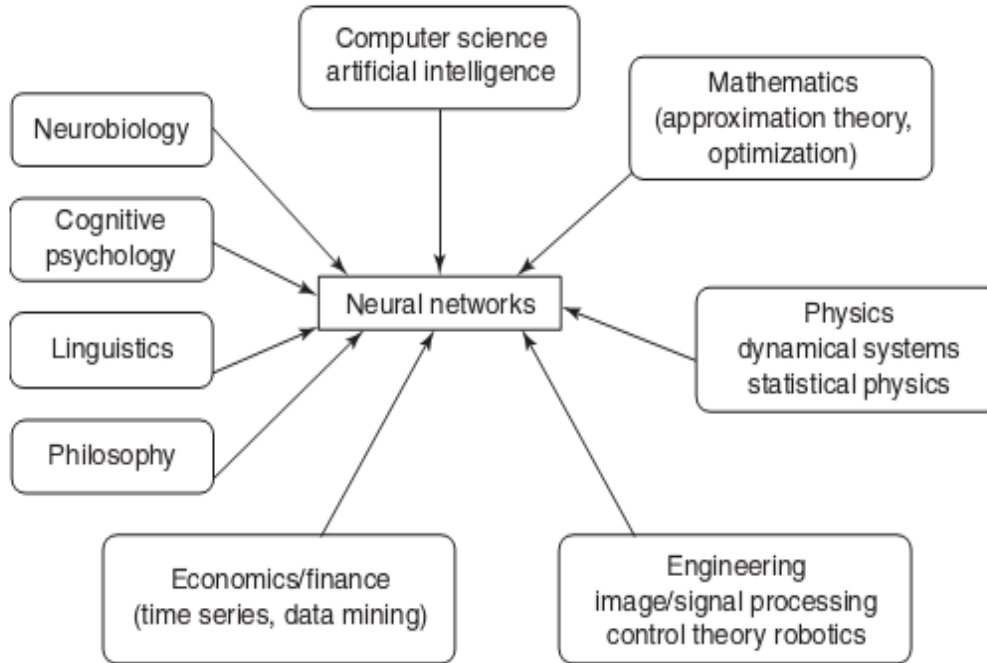 Computer science
artificial intelligence
Mathematics
(approximation theory,
optimization)
Neurobiology
Cognitive
psychology
Neural networks
Linguistics
Physics
dynamical systems
statistical physics
Philosophy
Economics/finance
(time series, data mining)
Engineering
image/signal processing
control theory robotics